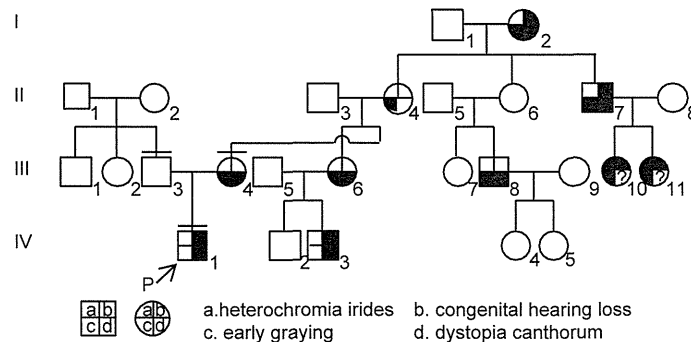 I
1 2
II
1 2 3 4 5 6 7 8
III
1 2 3 4 5 6 7 8 9 ?10 ?11
IV
1 2 3 4 5
P
a b a b a.heterochromia irides b. congenital hearing loss
c d c d c. early graying d. dystopia canthorum